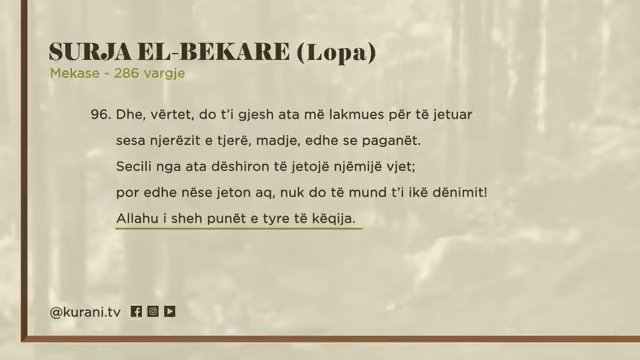 SURJA EL-BEKARE (Lopa)
Mekase - 286 vargje
96. Dhe, vërtet, do t'i gjesh ata më lakmues për të jetuar
sesa njerëzit e tjerë, madje, edhe se paganët.
Secili nga ata dëshiron të jetojë njëmijë vjet;
por edhe nëse jeton aq, nuk do të mund t'i ikë dënimit!
Allahu i sheh punët e tyre të këqija.
@kurani.tv